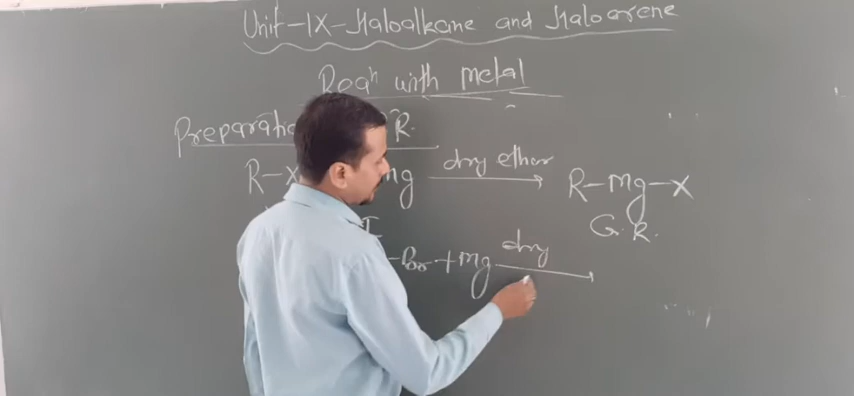 Unit-IX-Haloalkane and Haloarene
Reaⁿ with metal
Preparatio R.
R-X Mg dry ether R-Mg-X
G.R.
-Br+Mg dry